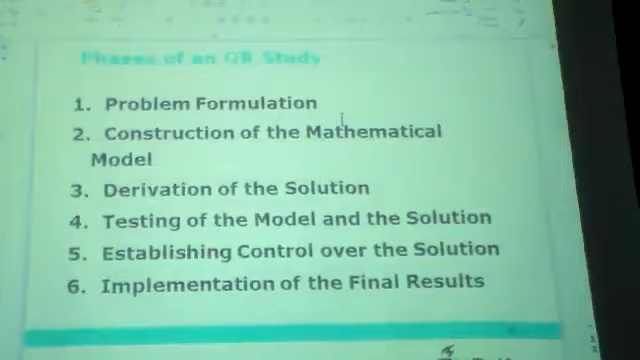 Phases of an OR Study
1. Problem Formulation
2. Construction of the Mathematical
Model
3. Derivation of the Solution
4. Testing of the Model and the Solution
5. Establishing Control over the Solution
6. Implementation of the Final Results